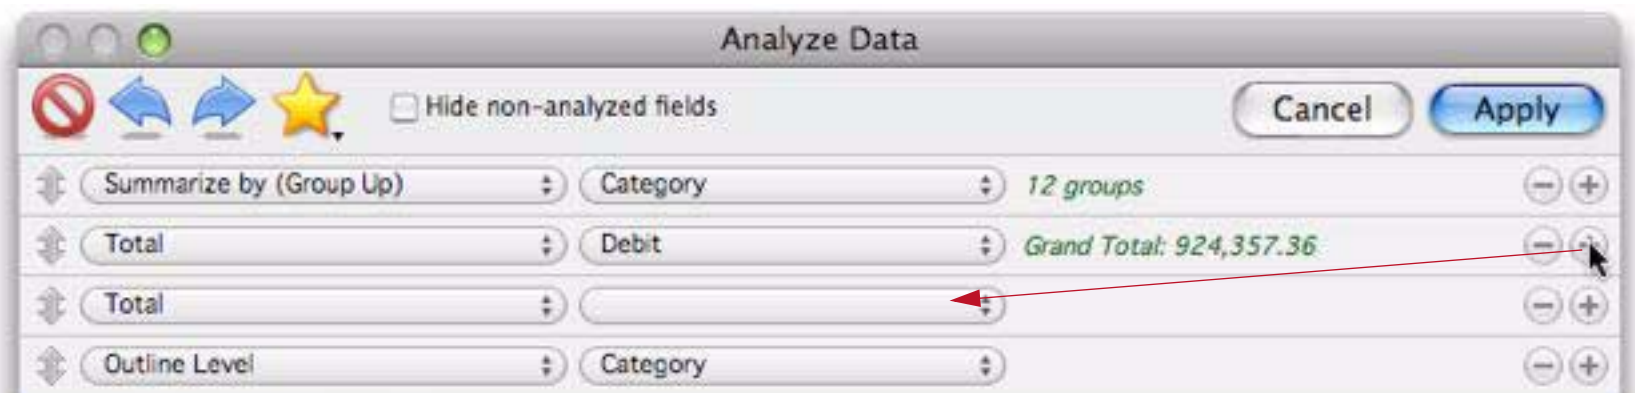 Analyze Data
Hide non-analyzed fields Cancel Apply
Summarize by (Group Up) Category 12 groups
Total Debit Grand Total: 924,357.36
Total
Outline Level Category